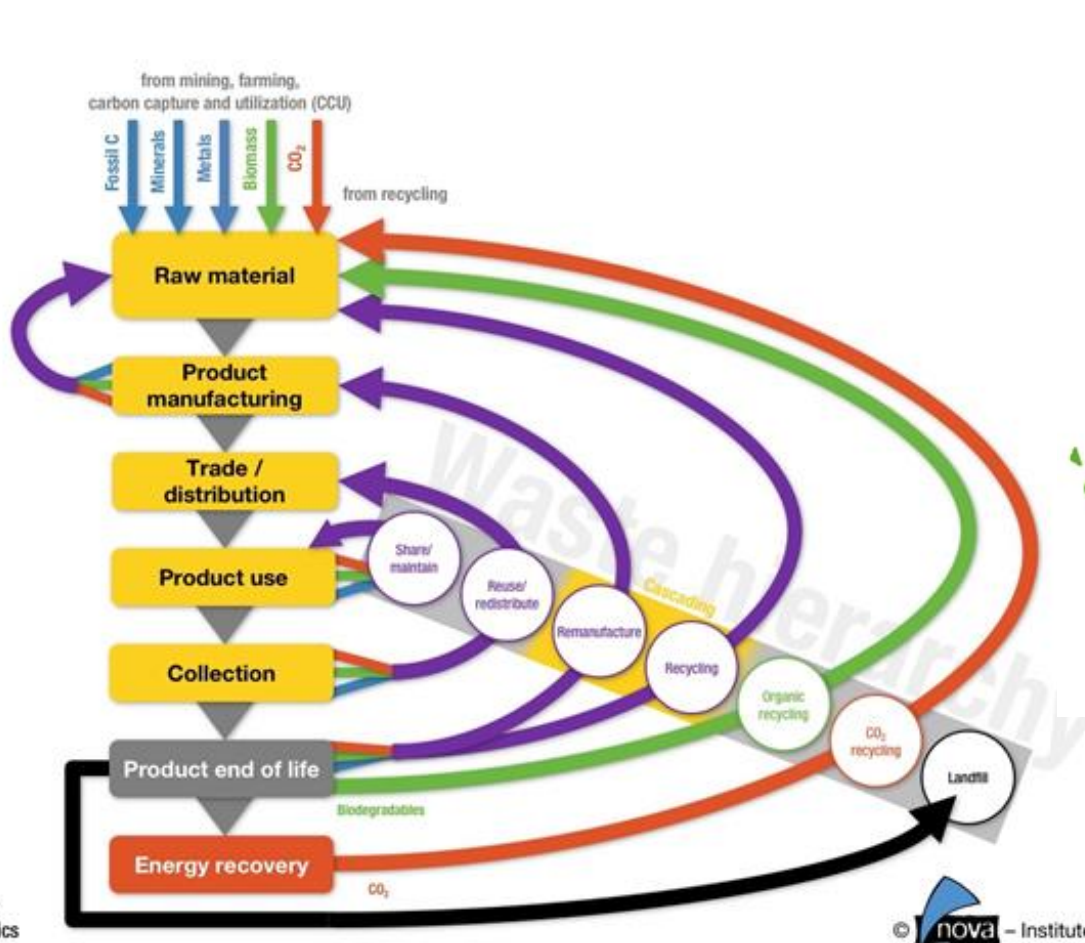 from mining, farming,
carbon capture and utilization (CCU)
Fossil C
Minerals
Metals
Biomass
CO₂
from recycling
Raw material
Product
manufacturing
Trade /
distribution
Product use
Collection
Product end of life
Energy recovery
Share/
maintain
Reuse/
redistribute
Remanufacture
Cascading
Recycling
Organic
recycling
CO₂
recycling
Landfill
Waste hierarchy
Biodegradables
CO₂
ics
© nova – Institute